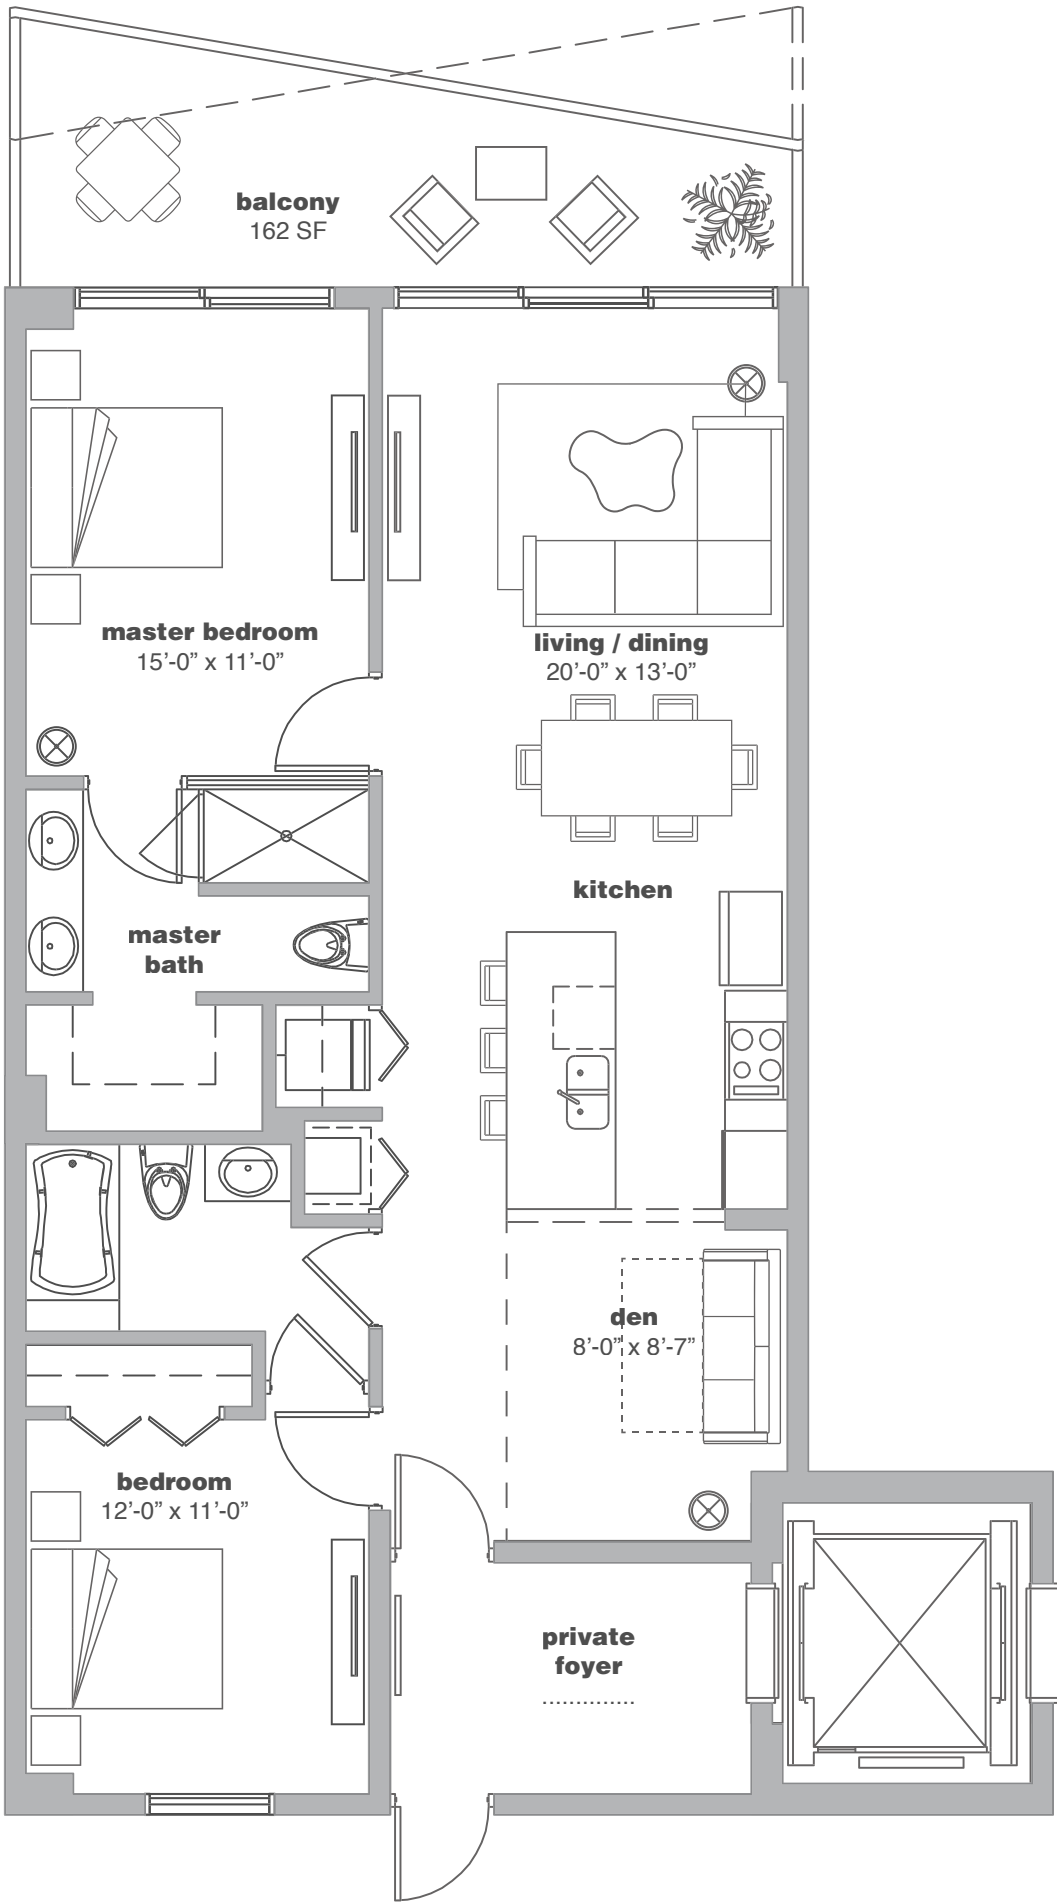 balcony
162 SF
master bedroom
15’-0” x 11’-0”
living / dining
20’-0” x 13’-0”
kitchen
master
bath
den
8’-0” x 8’-7”
bedroom
12’-0” x 11’-0”
private
foyer